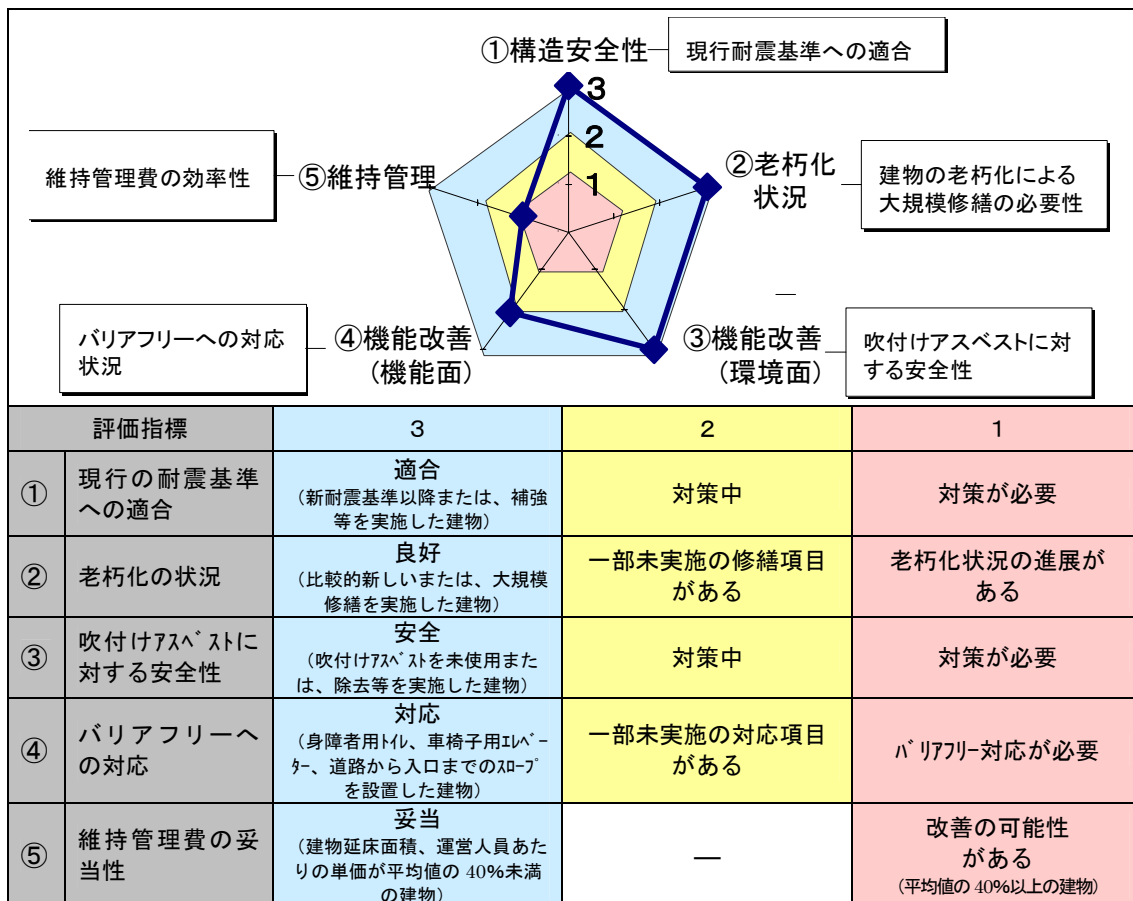 ①構造安全性
現行耐震基準への適合
3
2
1
維持管理費の効率性
⑤維持管理
②老朽化
状況
建物の老朽化による
大規模修繕の必要性
バリアフリーへの対応
状況
④機能改善
(機能面)
③機能改善
(環境面)
吹付けアスベストに対
する安全性
評価指標
3
2
1
①
現行の耐震基準
への適合
適合
(新耐震基準以降または、補強
等を実施した建物)
対策中
対策が必要
②
老朽化の状況
良好
(比較的新しいまたは、大規模
修繕を実施した建物)
一部未実施の修繕項目
がある
老朽化状況の進展が
ある
③
吹付けｱｽﾍﾞｽﾄに
対する安全性
安全
(吹付けｱｽﾍﾞｽﾄを未使用また
は、除去等を実施した建物)
対策中
対策が必要
④
バリアフリーへ
の対応
対応
(身障者用ﾄｲﾚ、車椅子用ｴﾚﾍﾞｰ
ﾀｰ、道路から入口までのｽﾛｰﾌﾟ
を設置した建物)
一部未実施の対応項目
がある
ﾊﾞﾘｱﾌﾘｰ対応が必要
⑤
維持管理費の妥
当性
妥当
(建物延床面積、運営人員あた
りの単価が平均値の 40%未満
の建物)
―
改善の可能性
がある
(平均値の 40%以上の建物)